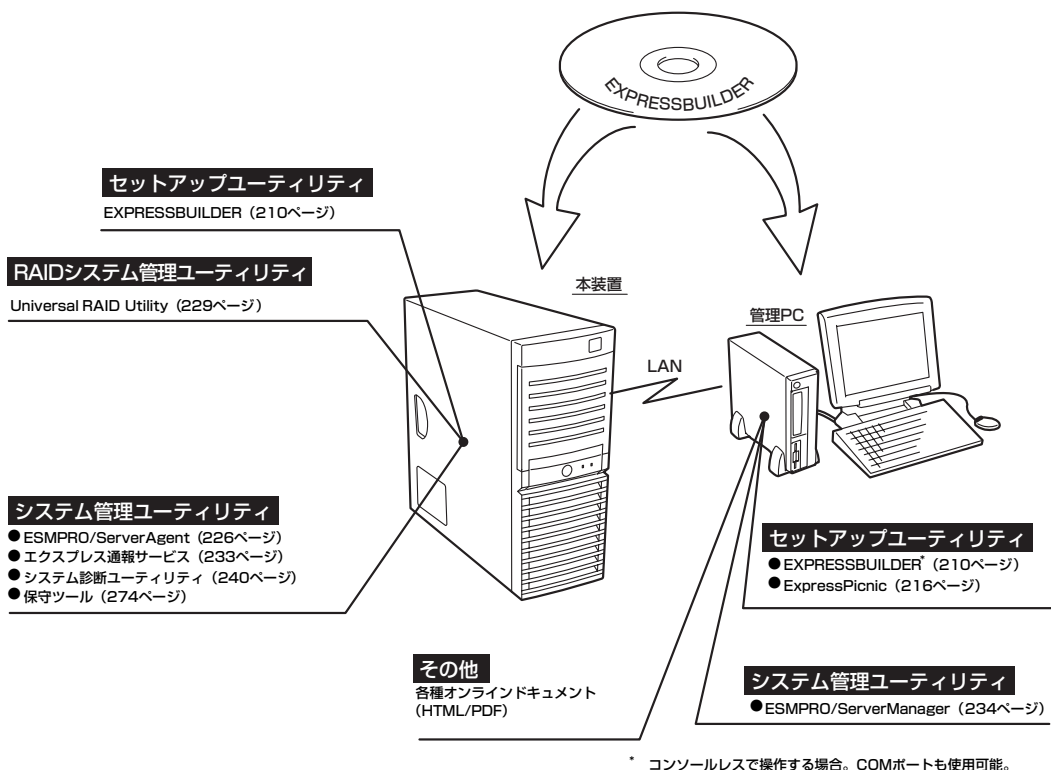 EXPRESSBUILDER
セットアップユーティリティ
EXPRESSBUILDER（210ページ）
RAIDシステム管理ユーティリティ
Universal RAID Utility（229ページ）
本装置
管理PC
LAN
システム管理ユーティリティ
●ESMPRO/ServerAgent（226ページ）
●エクスプレス通報サービス（233ページ）
●システム診断ユーティリティ（240ページ）
●保守ツール（274ページ）
セットアップユーティリティ
●EXPRESSBUILDER*（210ページ）
●ExpressPicnic（216ページ）
その他
各種オンラインドキュメント
（HTML/PDF）
システム管理ユーティリティ
●ESMPRO/ServerManager（234ページ）
* コンソールレスで操作する場合。COMポートも使用可能。